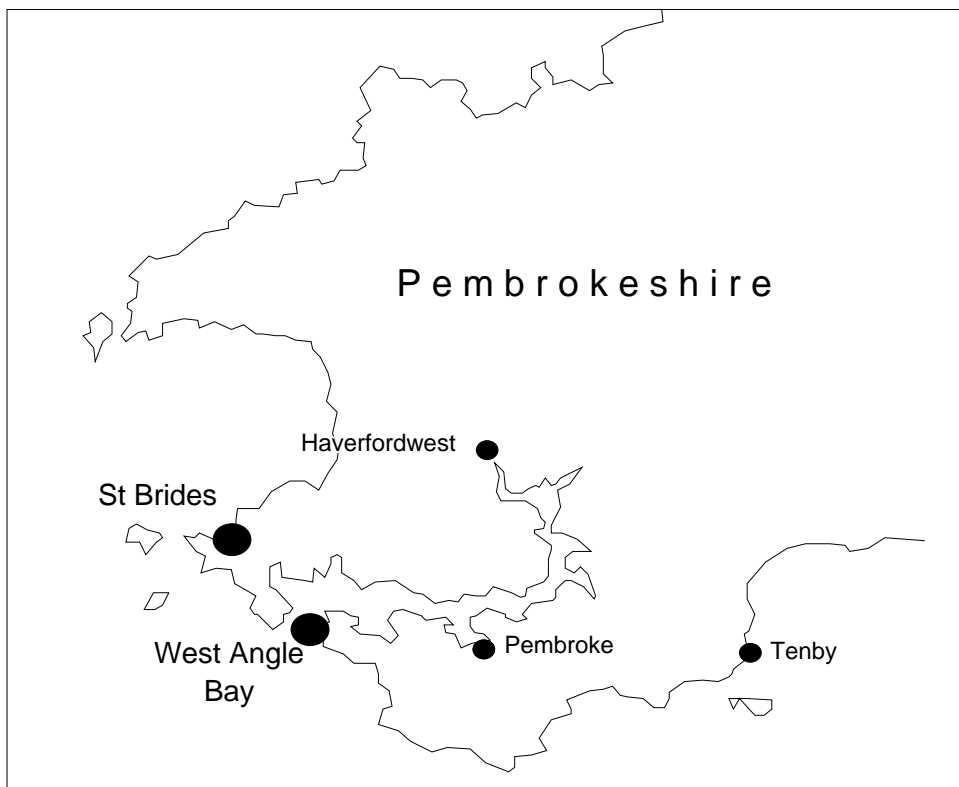 Pembrokeshire
Haverfordwest
St Brides
West Angle
Bay
Pembroke
Tenby